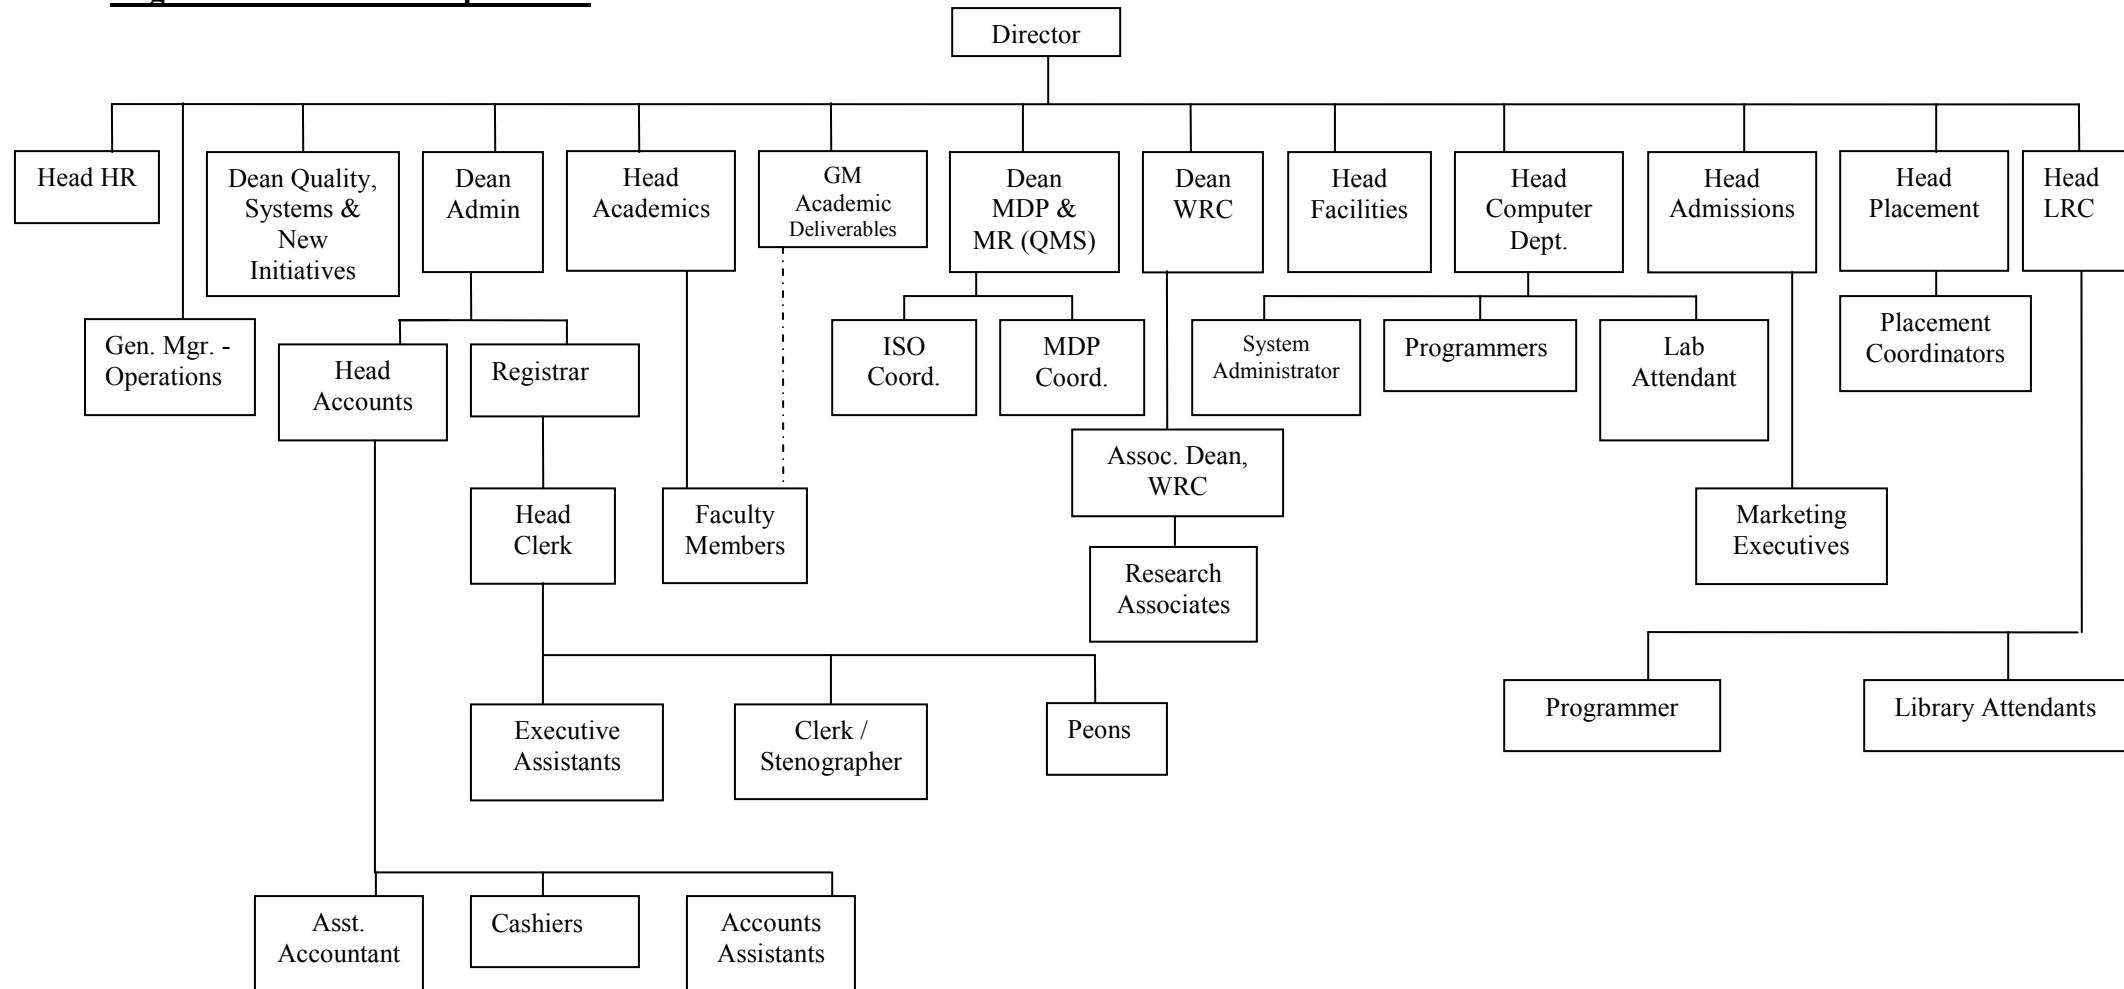 Director
Head HR
Dean Quality,
Systems &
New
Initiatives
Dean
Admin
Head
Academics
GM
Academic
Deliverables
Dean
MDP &
MR (QMS)
Dean
WRC
Head
Facilities
Head
Computer
Dept.
Head
Admissions
Head
Placement
Head
LRC
Gen. Mgr. -
Operations
Head
Accounts
Registrar
ISO
Coord.
MDP
Coord.
System
Administrator
Programmers
Lab
Attendant
Placement
Coordinators
Assoc. Dean,
WRC
Head
Clerk
Faculty
Members
Marketing
Executives
Research
Associates
Executive
Assistants
Clerk /
Stenographer
Peons
Programmer
Library Attendants
Asst.
Accountant
Cashiers
Accounts
Assistants